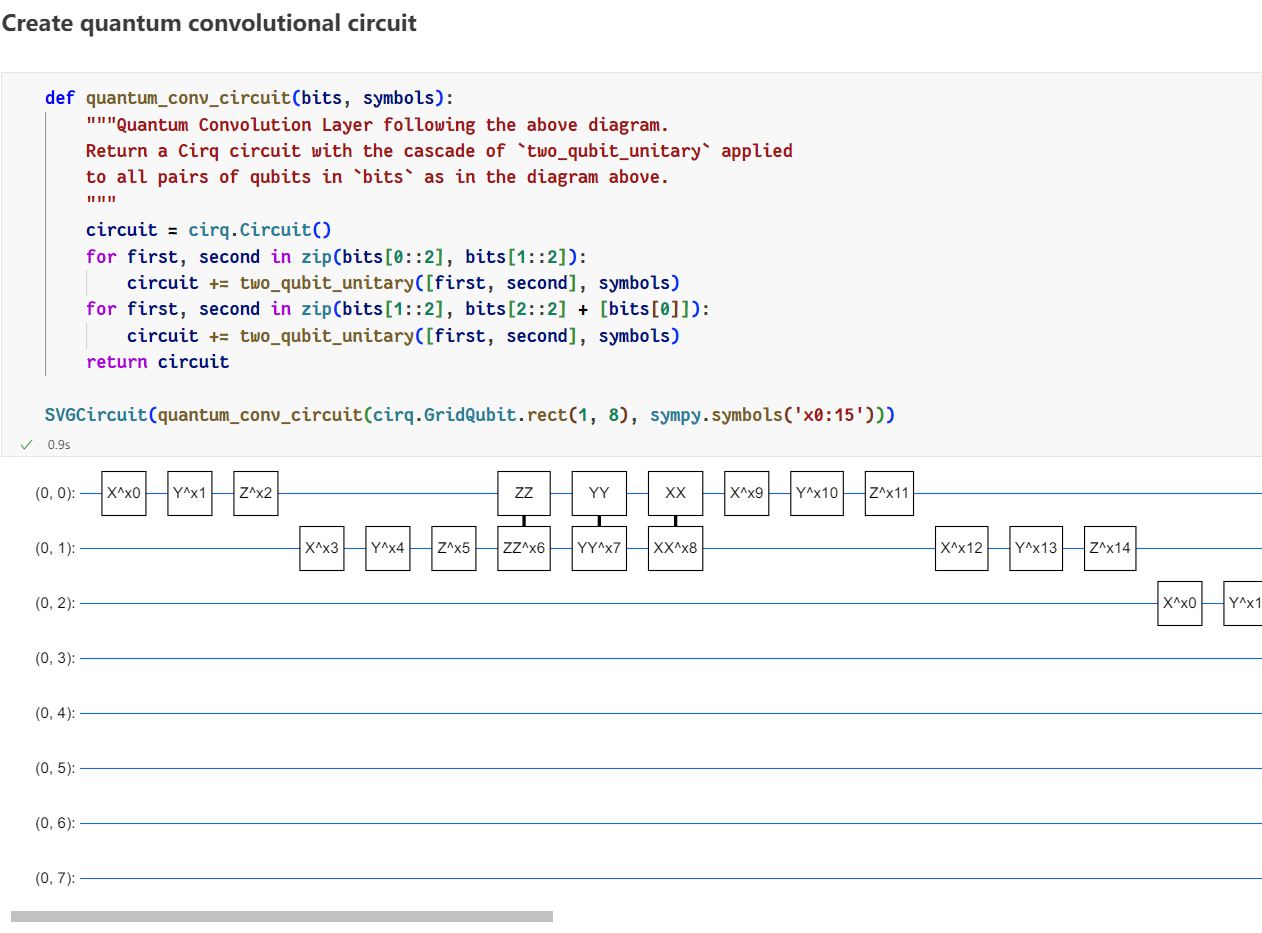 Create quantum convolutional circuit
def quantum_conv_circuit(bits, symbols):
"""Quantum Convolution Layer following the above diagram.
Return a Cirq circuit with the cascade of `two_qubit_unitary` applied
to all pairs of qubits in `bits` as in the diagram above.
"""
circuit = cirq.Circuit()
for first, second in zip(bits[0::2], bits[1::2]):
circuit += two_qubit_unitary([first, second], symbols)
for first, second in zip(bits[1::2], bits[2::2] + [bits[0]]):
circuit += two_qubit_unitary([first, second], symbols)
return circuit
SVGCircuit(quantum_conv_circuit(cirq.GridQubit.rect(1, 8), sympy.symbols('x0:15')))
0.9s
(0, 0): X^x0 Y^x1 Z^x2 ZZ YY XX X^x9 Y^x10 Z^x11
(0, 1): X^x3 Y^x4 Z^x5 ZZ^x6 YY^x7 XX^x8 X^x12 Y^x13 Z^x14
(0, 2): X^x0 Y^x1
(0, 3):
(0, 4):
(0, 5):
(0, 6):
(0, 7):